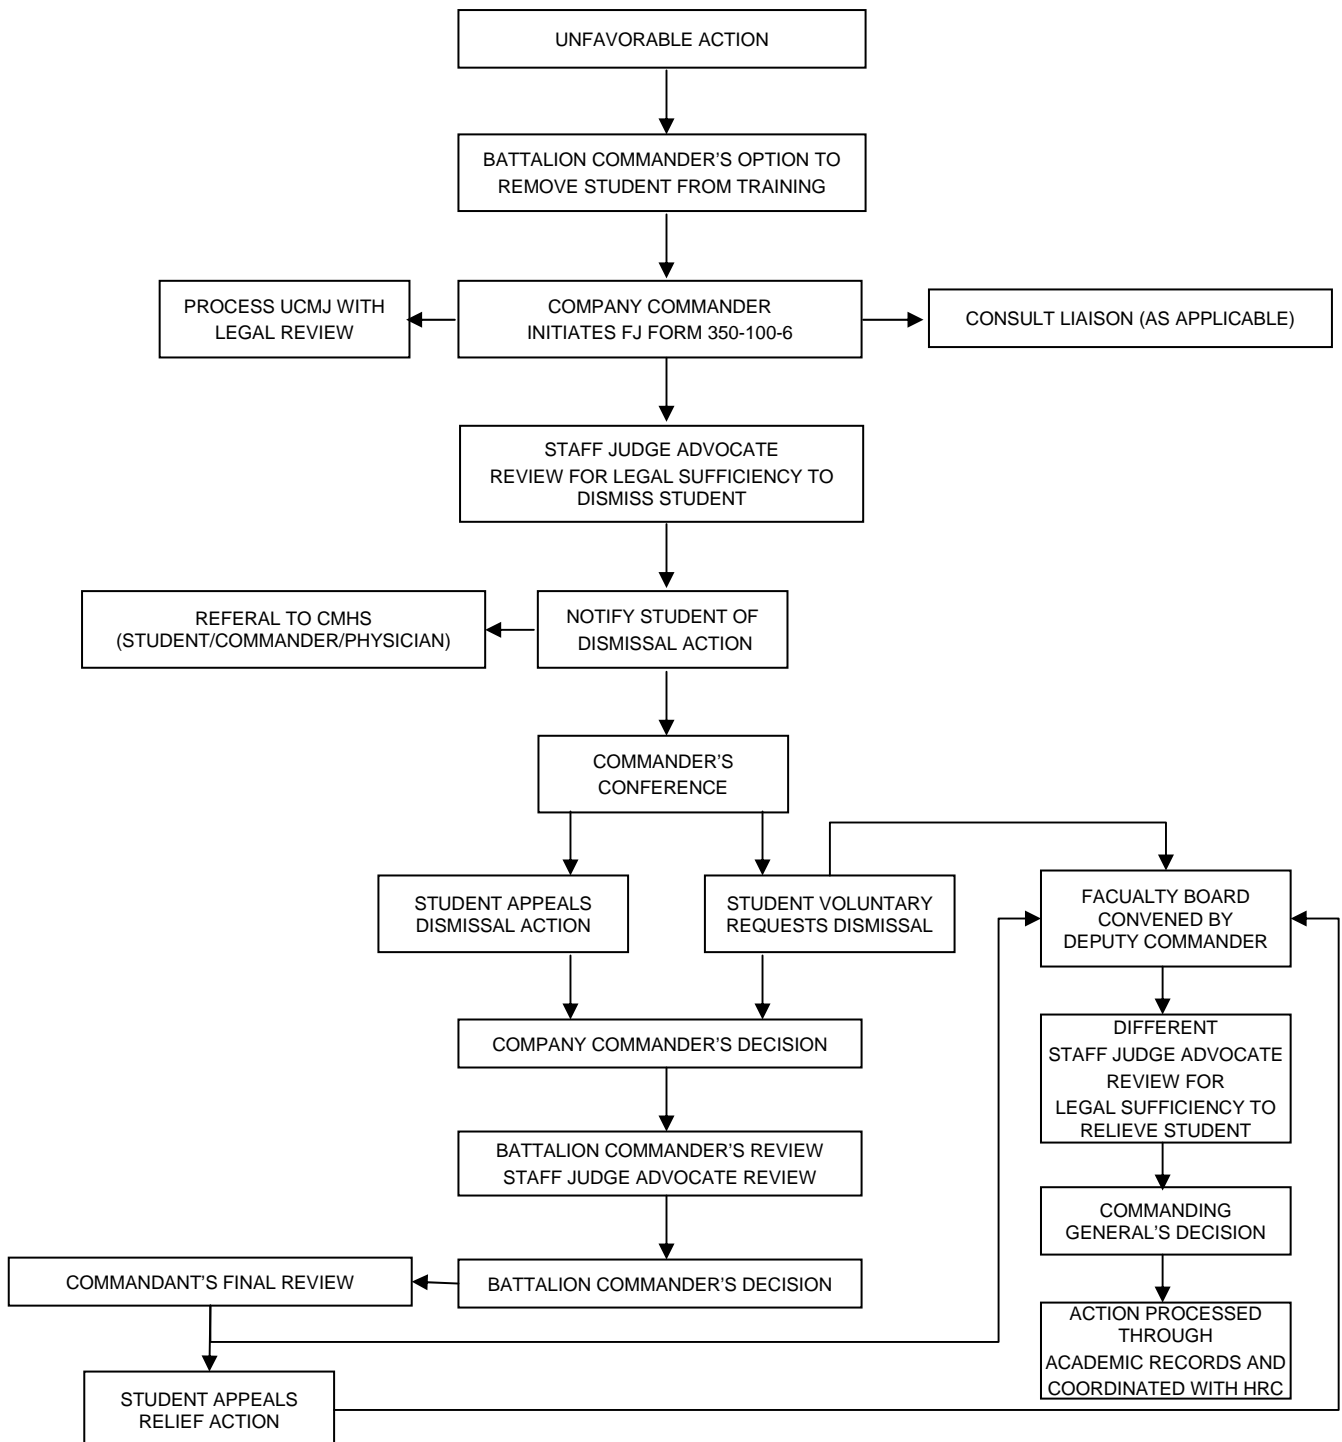 UNFAVORABLE ACTION
BATTALION COMMANDER'S OPTION TO
REMOVE STUDENT FROM TRAINING
PROCESS UCMJ WITH
LEGAL REVIEW
COMPANY COMMANDER
INITIATES FJ FORM 350-100-6
CONSULT LIAISON (AS APPLICABLE)
STAFF JUDGE ADVOCATE
REVIEW FOR LEGAL SUFFICIENCY TO
DISMISS STUDENT
REFERAL TO CMHS
(STUDENT/COMMANDER/PHYSICIAN)
NOTIFY STUDENT OF
DISMISSAL ACTION
COMMANDER'S
CONFERENCE
STUDENT APPEALS
DISMISSAL ACTION
STUDENT VOLUNTARY
REQUESTS DISMISSAL
FACUALTY BOARD
CONVENED BY
DEPUTY COMMANDER
COMPANY COMMANDER'S DECISION
DIFFERENT
STAFF JUDGE ADVOCATE
REVIEW FOR
LEGAL SUFFICIENCY TO
RELIEVE STUDENT
BATTALION COMMANDER'S REVIEW
STAFF JUDGE ADVOCATE REVIEW
COMMANDING
GENERAL'S DECISION
COMMANDANT'S FINAL REVIEW
BATTALION COMMANDER'S DECISION
ACTION PROCESSED
THROUGH
ACADEMIC RECORDS AND
COORDINATED WITH HRC
STUDENT APPEALS
RELIEF ACTION